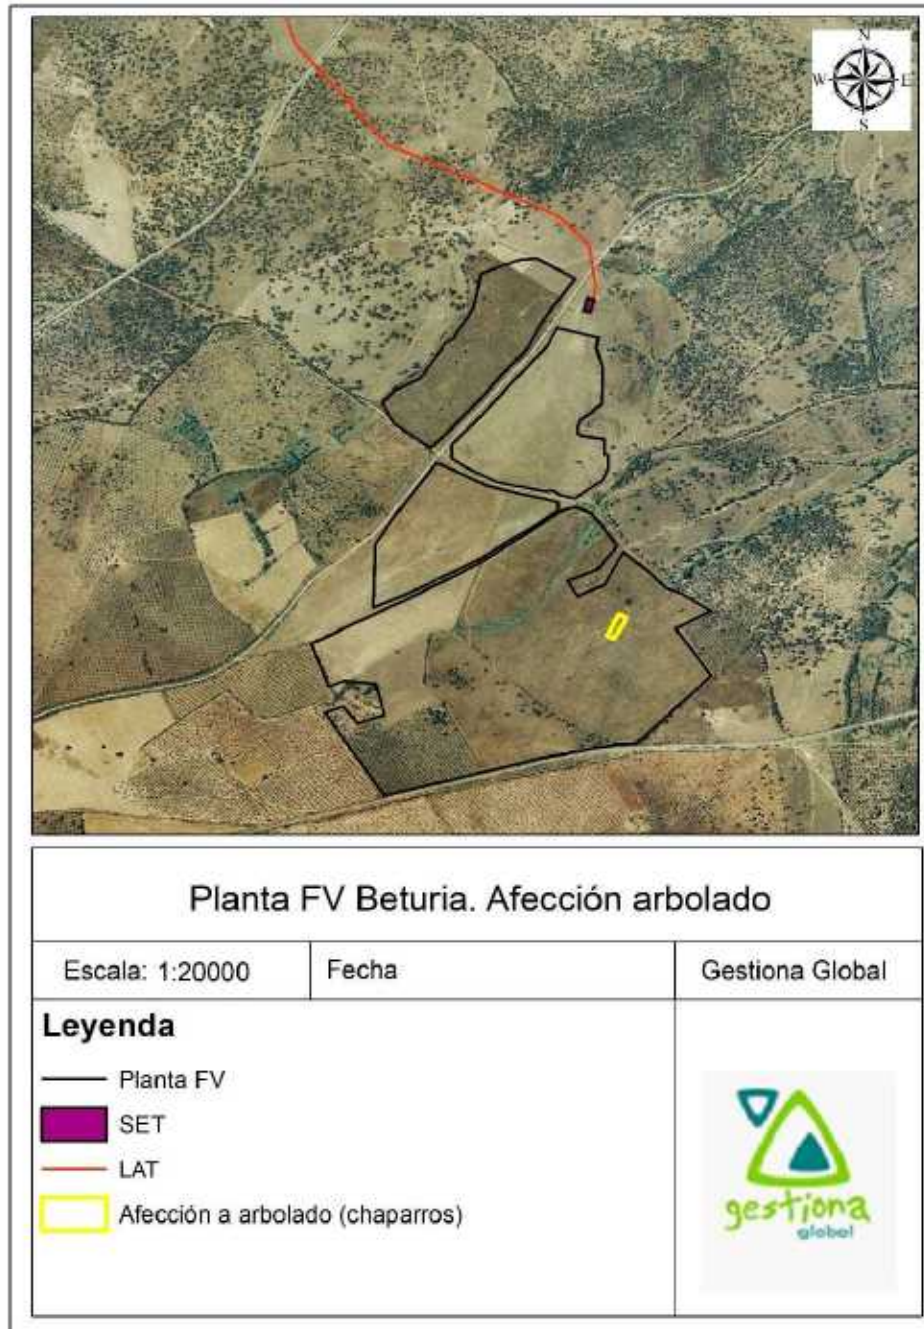 N
W E
S
Planta FV Beturia. Afección arbolado
Escala: 1:20000
Fecha
Gestiona Global
Leyenda
Planta FV
SET
LAT
Afección a arbolado (chaparros)
gestiona
global